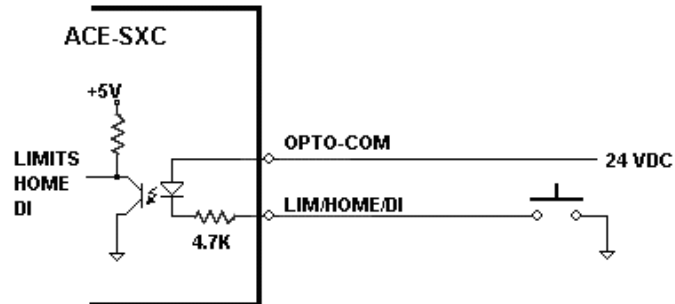 ACE-SXC
+5V
LIMITS
HOME
DI
4.7K
OPTO-COM
24 VDC
LIM/HOME/DI